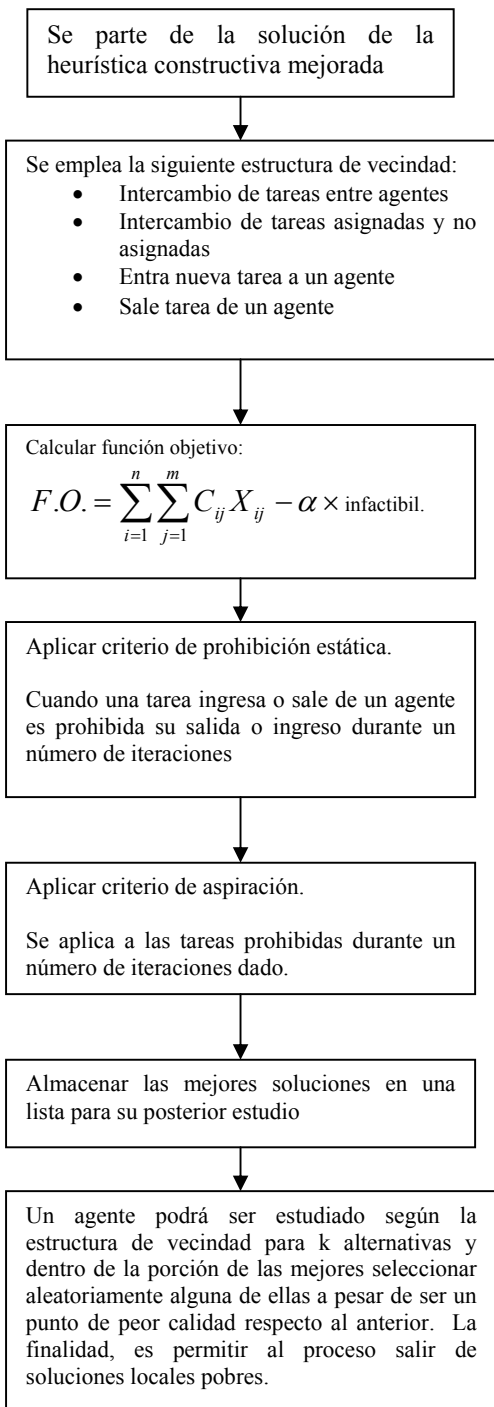 Se parte de la solución de la
heurística constructiva mejorada
Se emplea la siguiente estructura de vecindad:
• Intercambio de tareas entre agentes
• Intercambio de tareas asignadas y no
asignadas
• Entra nueva tarea a un agente
• Sale tarea de un agente
Calcular función objetivo:
F.O. = \sum_{i=1}^{n} \sum_{j=1}^{m} C_{ij} X_{ij} - α × infactibil.
Aplicar criterio de prohibición estática.
Cuando una tarea ingresa o sale de un agente
es prohibida su salida o ingreso durante un
número de iteraciones
Aplicar criterio de aspiración.
Se aplica a las tareas prohibidas durante un
número de iteraciones dado.
Almacenar las mejores soluciones en una
lista para su posterior estudio
Un agente podrá ser estudiado según la
estructura de vecindad para k alternativas y
dentro de la porción de las mejores seleccionar
aleatoriamente alguna de ellas a pesar de ser un
punto de peor calidad respecto al anterior. La
finalidad, es permitir al proceso salir de
soluciones locales pobres.